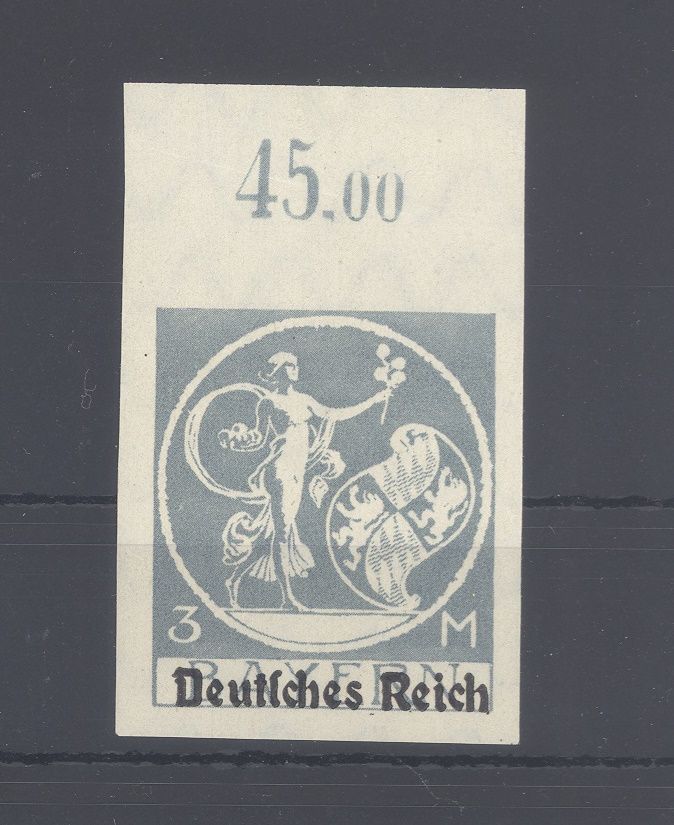 45.00
3 M
BAYERN
Deutſches Reich